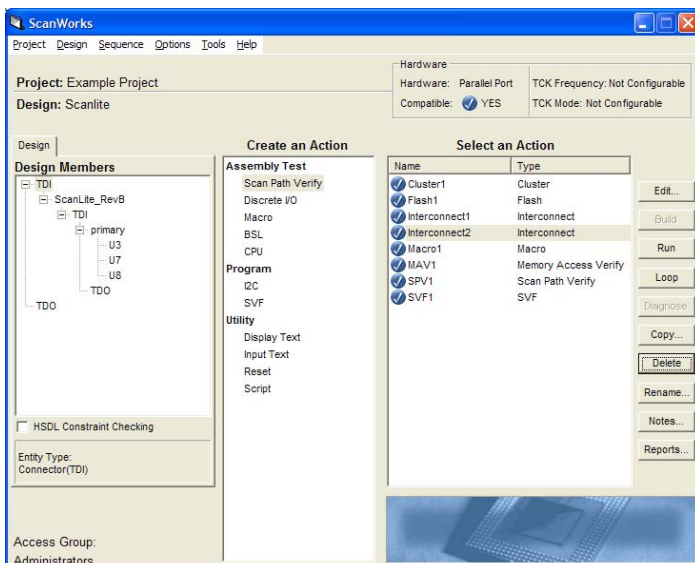 ScanWorks
Project Design Sequence Options Tools Help
Project: Example Project
Design: Scanlite
Hardware
Hardware: Parallel Port
Compatible: YES
TCK Frequency: Not Configurable
TCK Mode: Not Configurable
Design
Design Members
TDI
ScanLite_RevB
TDI
primary
U3
U7
U8
TDO
TDO
HSDL Constraint Checking
Entity Type:
Connector(TDI)
Access Group:
Administrators
Create an Action
Assembly Test
Scan Path Verify
Discrete I/O
Macro
BSL
CPU
Program
I2C
SVF
Utility
Display Text
Input Text
Reset
Script
Select an Action
Name Type
Cluster1 Cluster
Flash1 Flash
Interconnect1 Interconnect
Interconnect2 Interconnect
Macro1 Macro
MAV1 Memory Access Verify
SPV1 Scan Path Verify
SVF1 SVF
Edit...
Build
Run
Loop
Diagnose
Copy...
Delete
Rename...
Notes...
Reports...